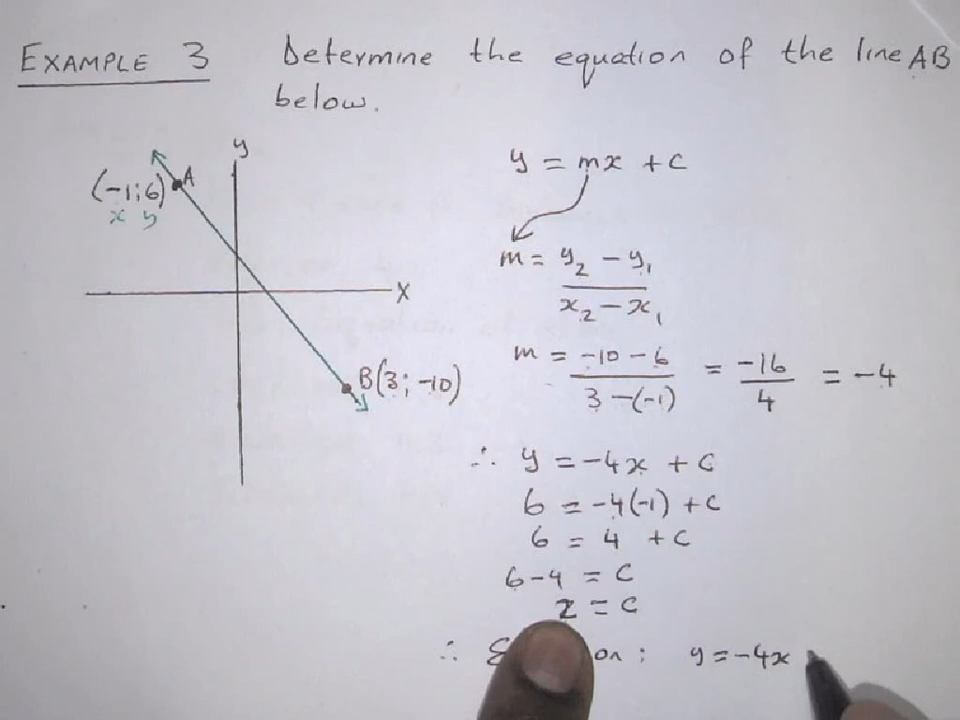 EXAMPLE 3 Determine the equation of the line AB
below.
y
(-1;6) A
x y
x
B(3; -10)
y = mx + c
m = y₂ - y₁
x₂ - x₁
m = -10 - 6 = -16 = -4
3 -(-1) 4
∴ y = -4x + c
6 = -4(-1) + c
6 = 4 + c
6-4 = c
2 = c
∴ : y = -4x